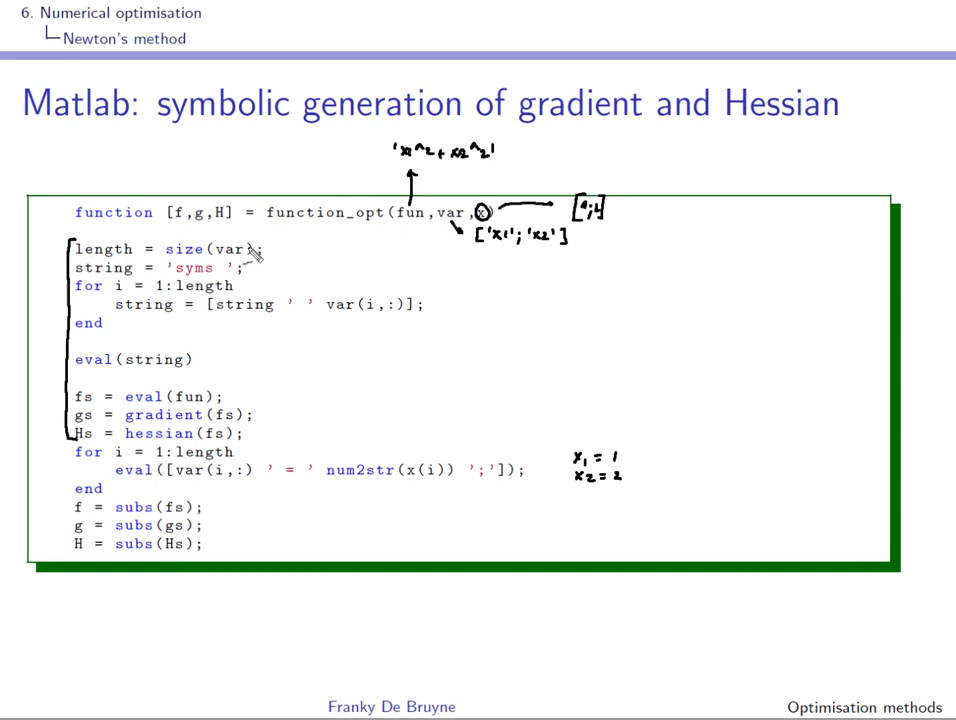 6. Numerical optimisation
Newton's method
Matlab: symbolic generation of gradient and Hessian
'x1^2 + x2^2'
function [f,g,H] = function_opt(fun,var,x)
['x1';'x2']
length = size(var);
string = 'syms ';
for i = 1:length
string = [string ' ' var(i,:)];
end
eval(string)
fs = eval(fun);
gs = gradient(fs);
Hs = hessian(fs);
for i = 1:length
x1 = 1
eval([var(i,:) ' = ' num2str(x(i)) ';']);
x2 = 2
end
f = subs(fs);
g = subs(gs);
H = subs(Hs);
Franky De Bruyne
Optimisation methods